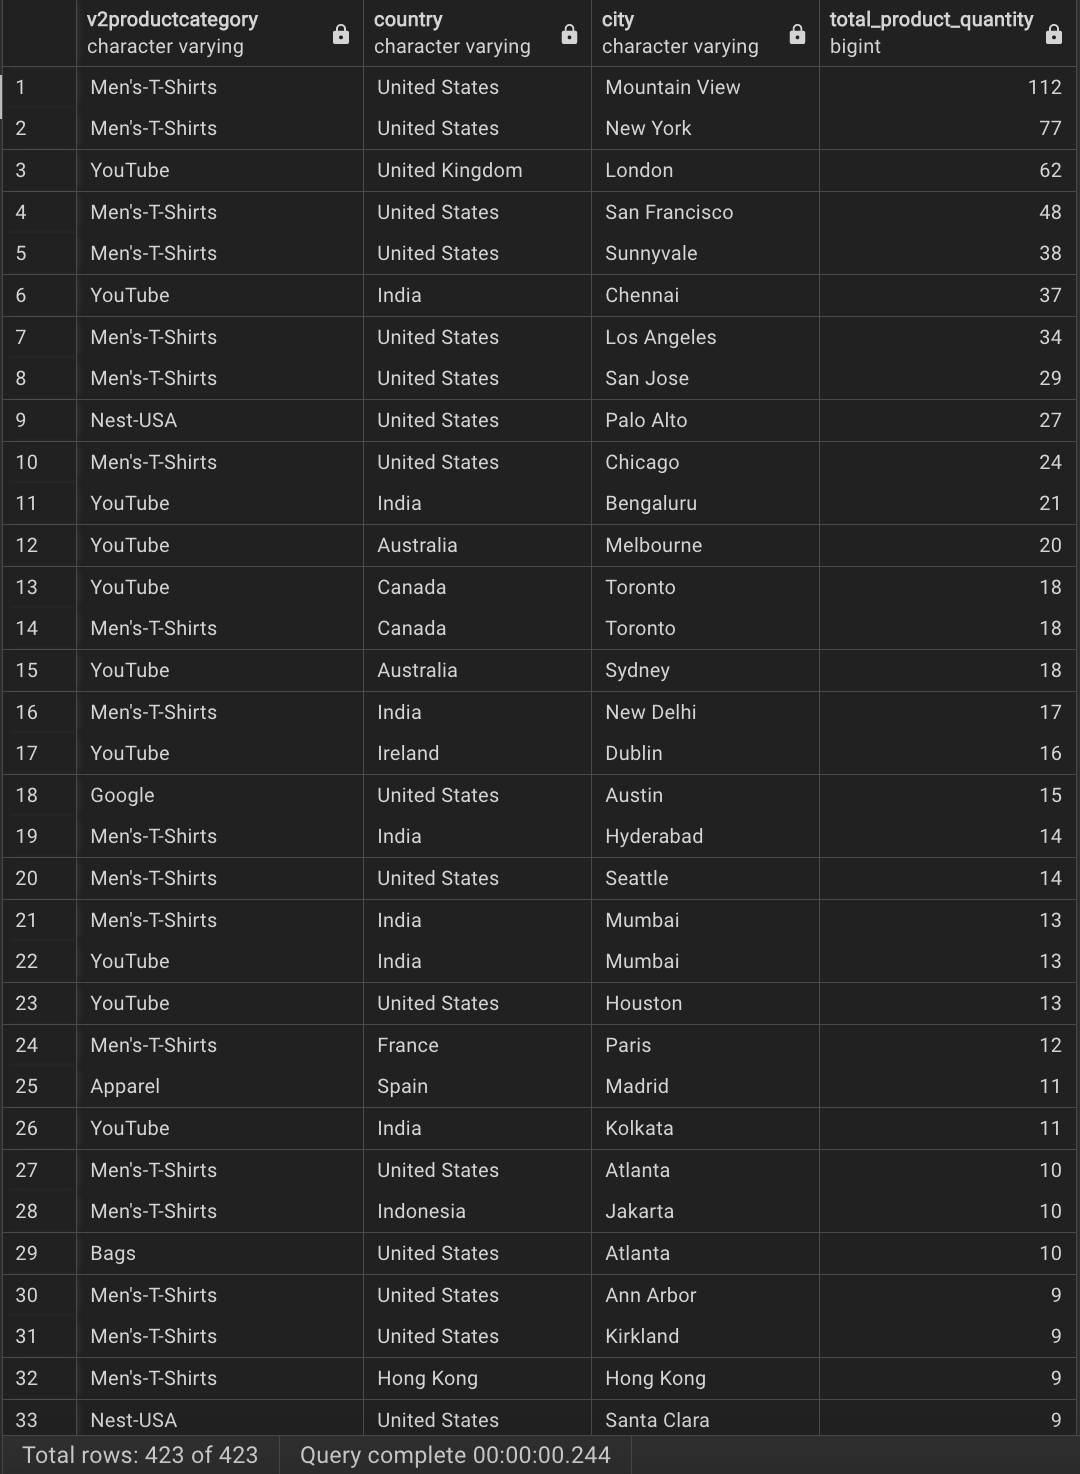 v2productcategory country city total_product_quantity
character varying character varying character varying bigint
1 Men's-T-Shirts United States Mountain View 112
2 Men's-T-Shirts United States New York 77
3 YouTube United Kingdom London 62
4 Men's-T-Shirts United States San Francisco 48
5 Men's-T-Shirts United States Sunnyvale 38
6 YouTube India Chennai 37
7 Men's-T-Shirts United States Los Angeles 34
8 Men's-T-Shirts United States San Jose 29
9 Nest-USA United States Palo Alto 27
10 Men's-T-Shirts United States Chicago 24
11 YouTube India Bengaluru 21
12 YouTube Australia Melbourne 20
13 YouTube Canada Toronto 18
14 Men's-T-Shirts Canada Toronto 18
15 YouTube Australia Sydney 18
16 Men's-T-Shirts India New Delhi 17
17 YouTube Ireland Dublin 16
18 Google United States Austin 15
19 Men's-T-Shirts India Hyderabad 14
20 Men's-T-Shirts United States Seattle 14
21 Men's-T-Shirts India Mumbai 13
22 YouTube India Mumbai 13
23 YouTube United States Houston 13
24 Men's-T-Shirts France Paris 12
25 Apparel Spain Madrid 11
26 YouTube India Kolkata 11
27 Men's-T-Shirts United States Atlanta 10
28 Men's-T-Shirts Indonesia Jakarta 10
29 Bags United States Atlanta 10
30 Men's-T-Shirts United States Ann Arbor 9
31 Men's-T-Shirts United States Kirkland 9
32 Men's-T-Shirts Hong Kong Hong Kong 9
33 Nest-USA United States Santa Clara 9
Total rows: 423 of 423 Query complete 00:00:00.244